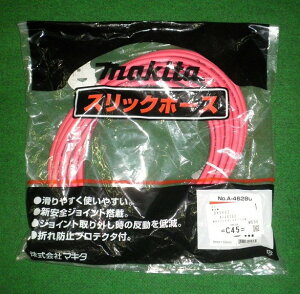 makita
スリックホース
●滑りやすく使いやすい。
●新安全ジョイント搭載。
●ジョイント取り外し時の反動を低減。
●折れ防止プロテクタ付。
株式会社マキタ
No.A-48280
=C45=